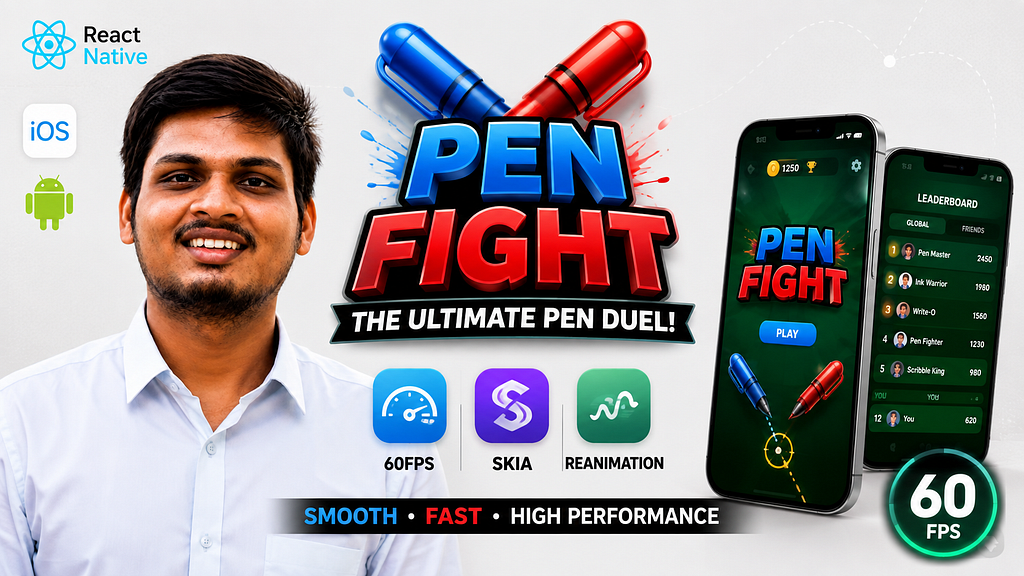 React
Native
iOS
PEN
FIGHT
THE ULTIMATE PEN DUEL!
60FPS
SKIA
REANIMATION
SMOOTH • FAST • HIGH PERFORMANCE
1250
PEN
FIGHT
PLAY
LEADERBOARD
GLOBAL FRIENDS
1 Pen Master 2450
2 Ink Warrior 1980
3 Write-O 1560
4 Pen Fighter 1230
5 Scribble King 980
YOU YOU
12 You 620
60
FPS